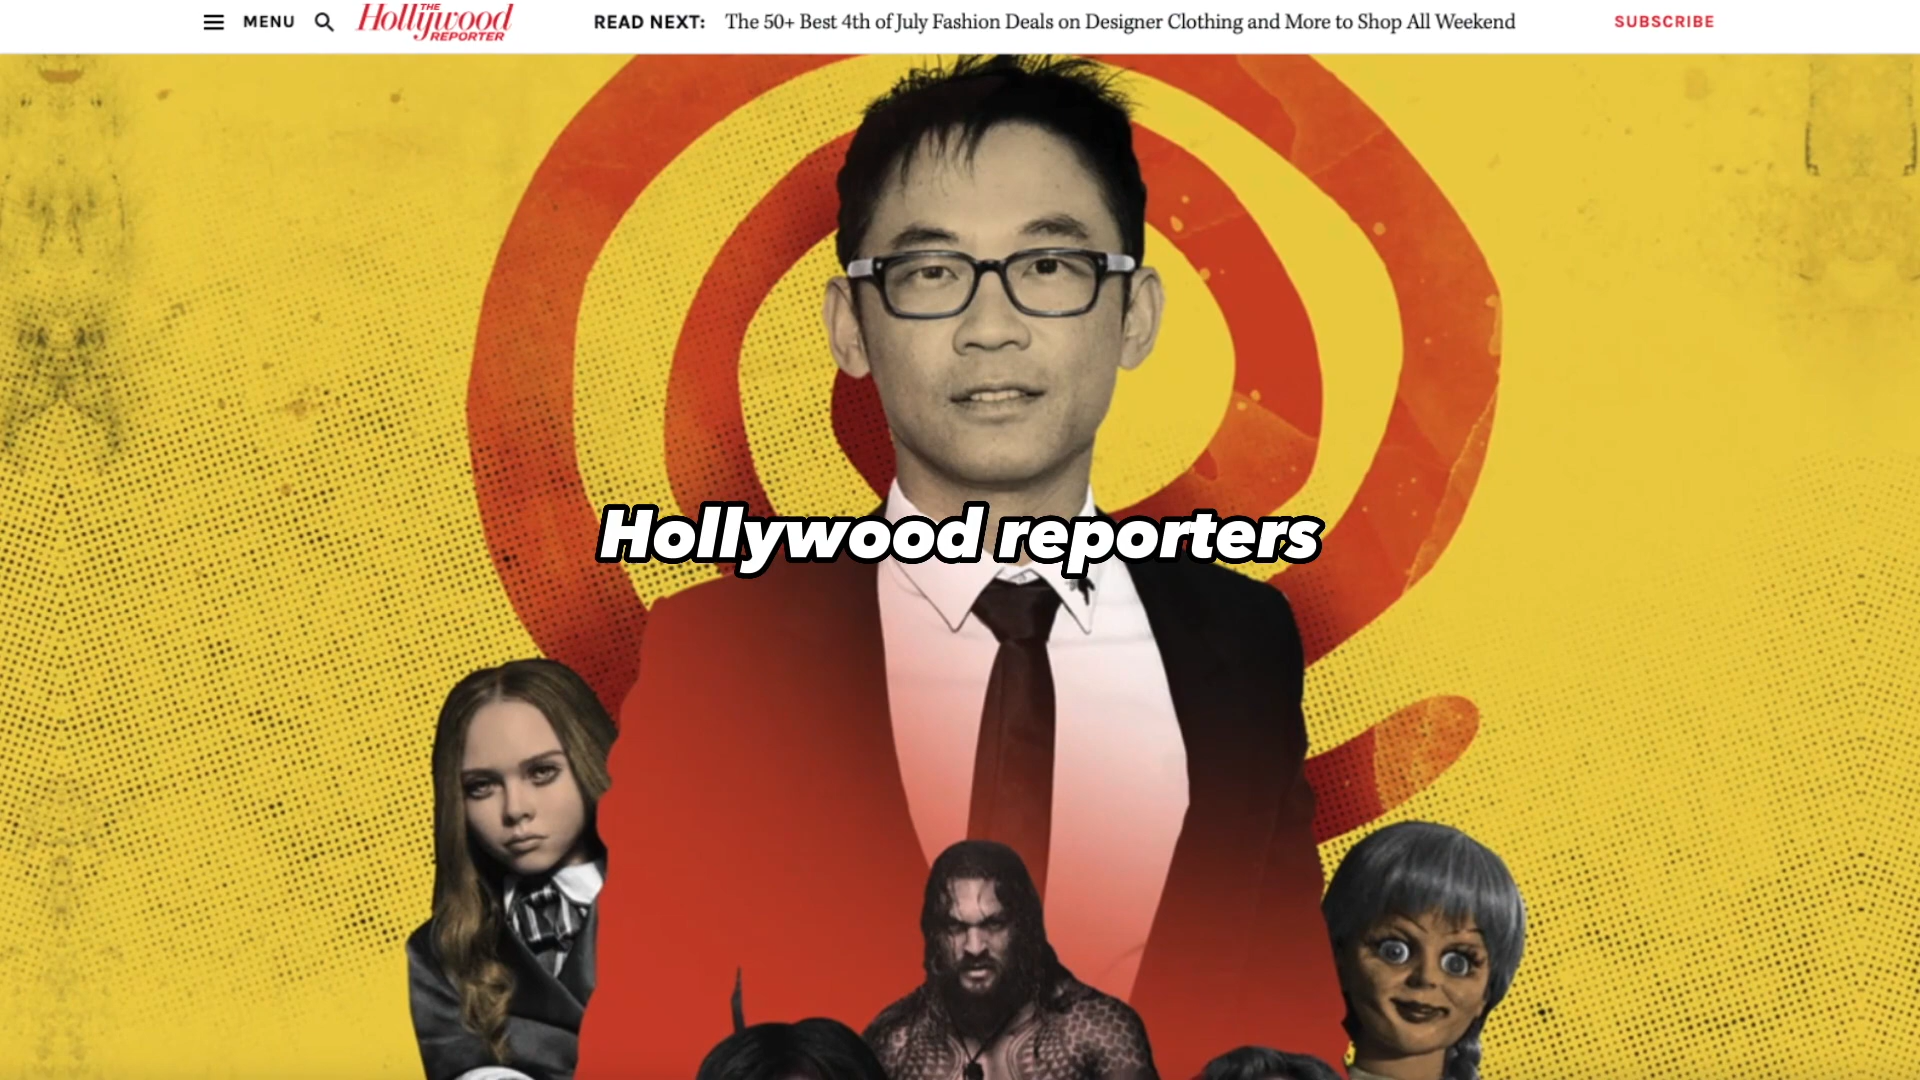 MENU
THE
Hollywood
REPORTER
READ NEXT: The 50+ Best 4th of July Fashion Deals on Designer Clothing and More to Shop All Weekend
SUBSCRIBE
Hollywood reporters